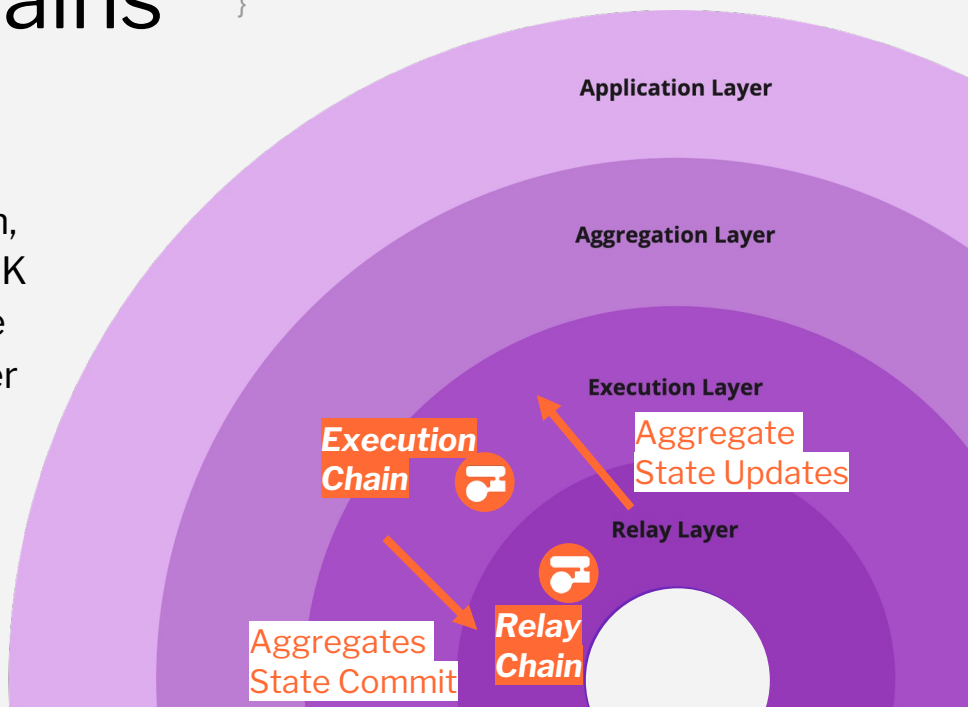 ains
}
n,
K
e
er
Application Layer
Aggregation Layer
Execution Layer
Execution
Chain
Aggregate
State Updates
Relay Layer
Relay
Chain
Aggregates
State Commit